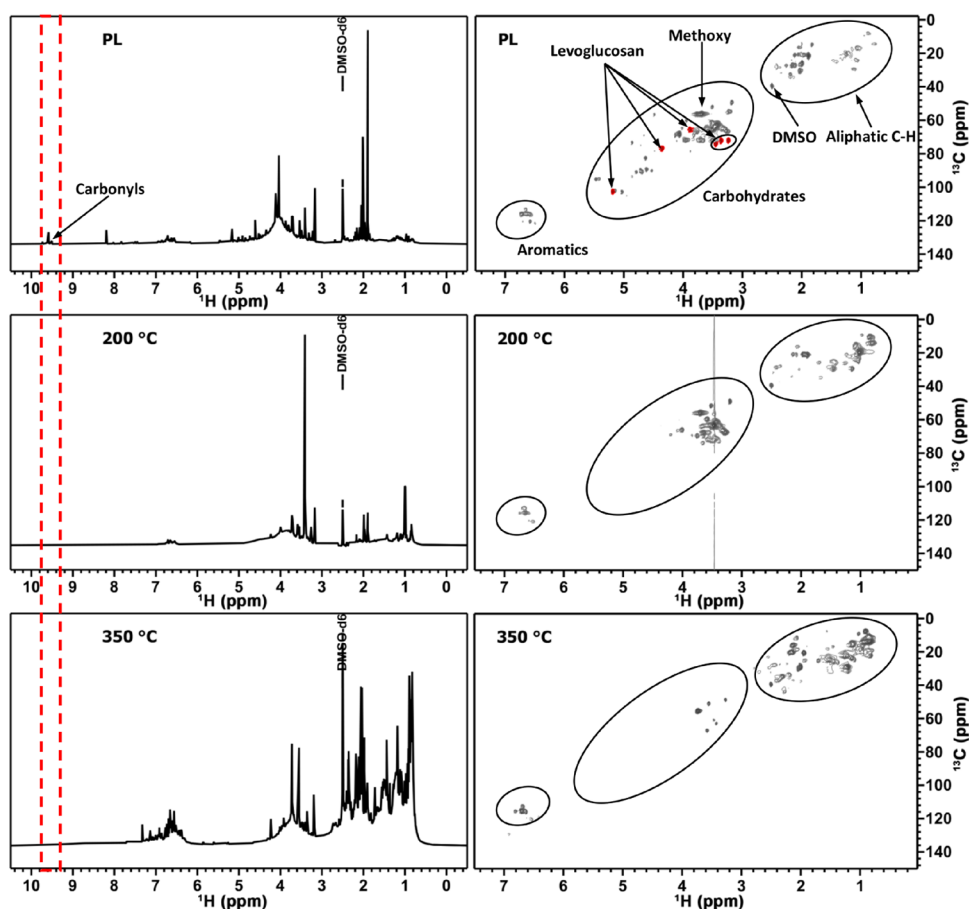 PL
DMSO-d6
Carbonyls
10 9 8 7 6 5 4 3 2 1 0
¹H (ppm)
PL
Methoxy
Levoglucosan
DMSO
Aliphatic C-H
Carbohydrates
Aromatics
0
20
40
60
80
100
120
140
¹³C (ppm)
7 6 5 4 3 2 1
¹H (ppm)
200 °C
DMSO-d6
10 9 8 7 6 5 4 3 2 1 0
¹H (ppm)
200 °C
0
20
40
60
80
100
120
140
¹³C (ppm)
7 6 5 4 3 2 1
¹H (ppm)
350 °C
DMSO-d6
10 9 8 7 6 5 4 3 2 1 0
¹H (ppm)
350 °C
0
20
40
60
80
100
120
140
¹³C (ppm)
7 6 5 4 3 2 1
¹H (ppm)